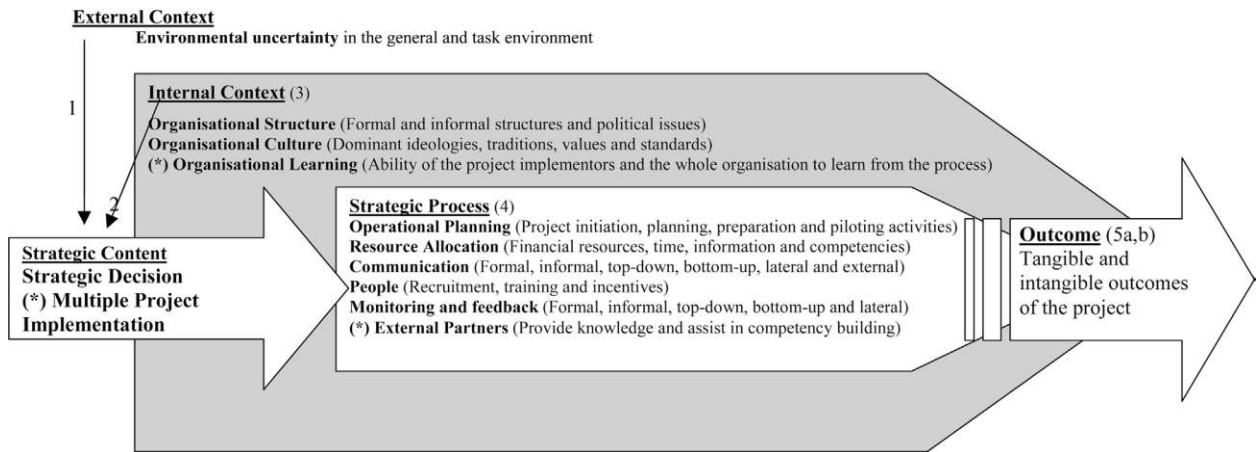 External Context
Environmental uncertainty in the general and task environment
1
Internal Context (3)
Organisational Structure (Formal and informal structures and political issues)
Organisational Culture (Dominant ideologies, traditions, values and standards)
(*) Organisational Learning (Ability of the project implementors and the whole organisation to learn from the process)
2
Strategic Content
Strategic Decision
(*) Multiple Project
Implementation
Strategic Process (4)
Operational Planning (Project initiation, planning, preparation and piloting activities)
Resource Allocation (Financial resources, time, information and competencies)
Communication (Formal, informal, top-down, bottom-up, lateral and external)
People (Recruitment, training and incentives)
Monitoring and feedback (Formal, informal, top-down, bottom-up and lateral)
(*) External Partners (Provide knowledge and assist in competency building)
Outcome (5a,b)
Tangible and
intangible outcomes
of the project